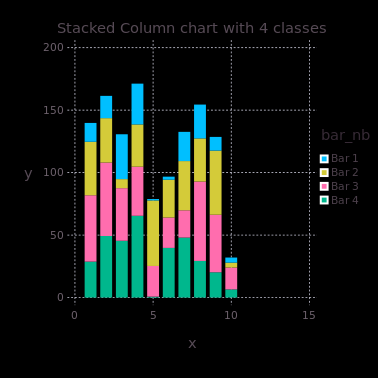 Stacked Column chart with 4 classes
200
150
100
50
0
y
0 5 10 15
x
bar_nb
Bar 1
Bar 2
Bar 3
Bar 4